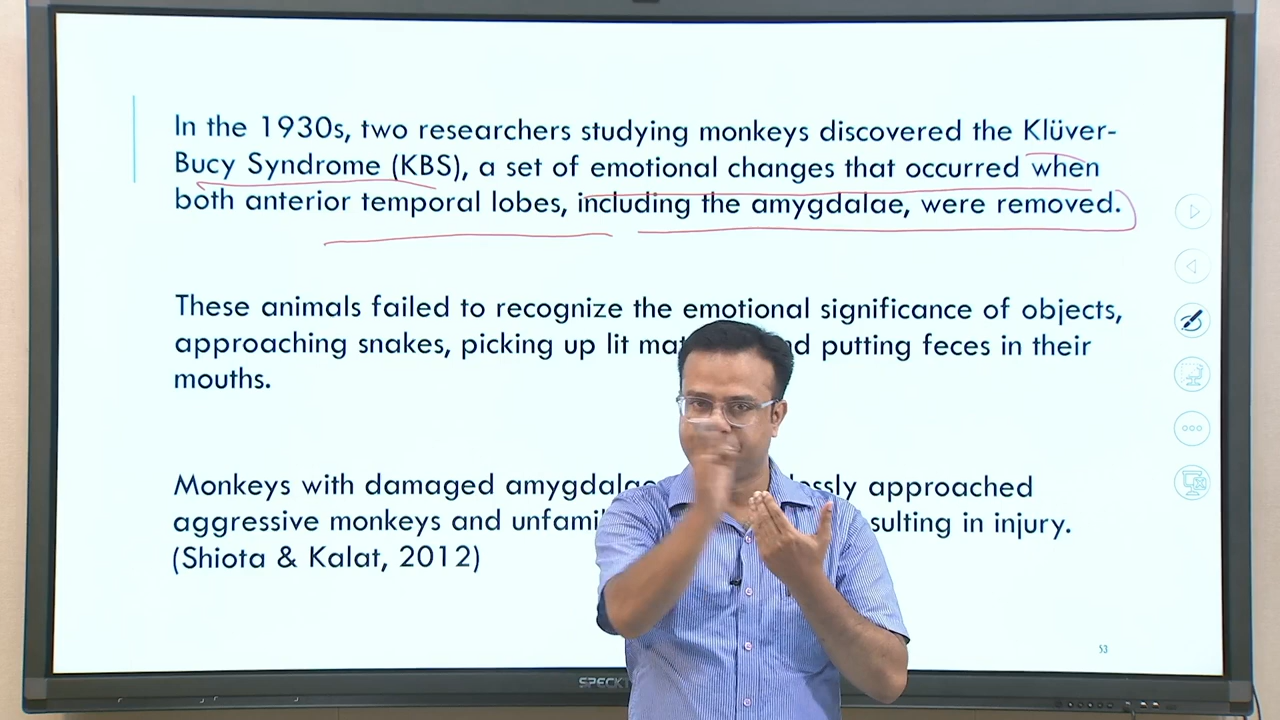 In the 1930s, two researchers studying monkeys discovered the Klüver-
Bucy Syndrome (KBS), a set of emotional changes that occurred when
both anterior temporal lobes, including the amygdalae, were removed.
These animals failed to recognize the emotional significance of objects,
approaching snakes, picking up lit putting feces in their
mouths.
Monkeys with damaged approached
aggressive monkeys and in injury.
(Shiota & Kalat, 2012)
53